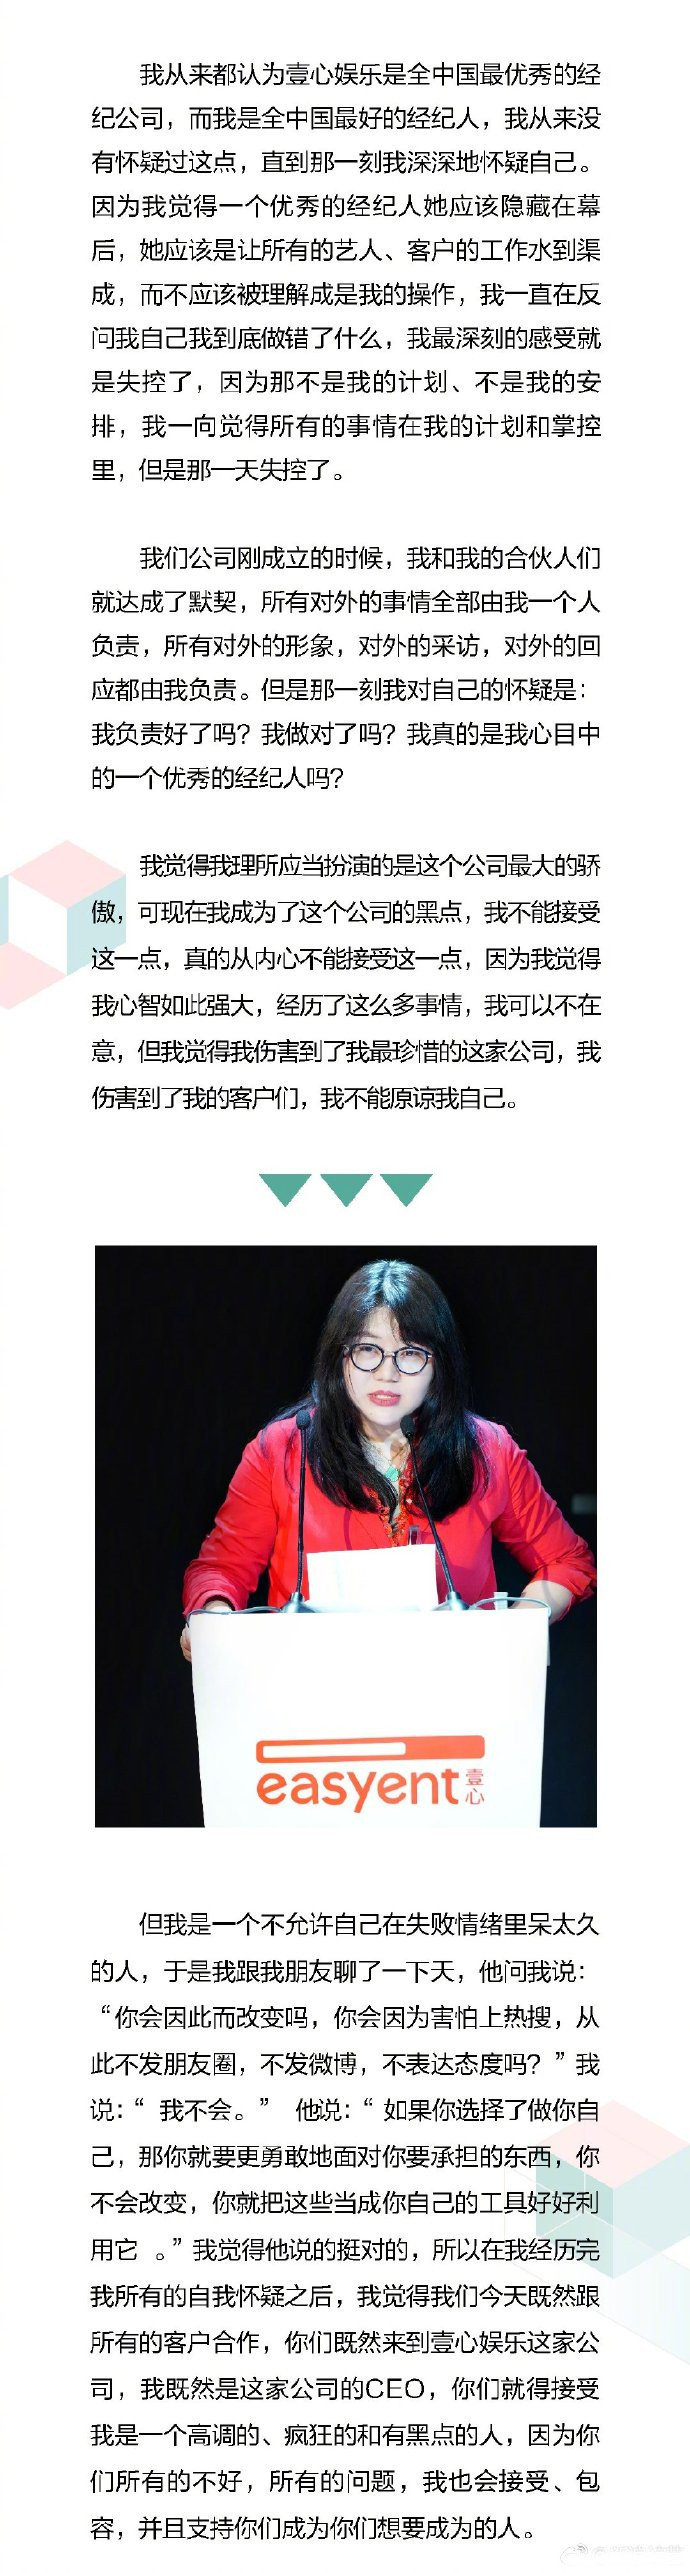 我从来都认为壹心娱乐是全中国最优秀的经
纪公司，而我是全中国最好的经纪人，我从来没
有怀疑过这点，直到那一刻我深深地怀疑自己。
因为我觉得一个优秀的经纪人她应该隐藏在幕
后，她应该是让所有的艺人、客户的工作水到渠
成，而不应该被理解成是我的操作，我一直在反
问我自己我到底做错了什么，我最深刻的感受就
是失控了，因为那不是我的计划、不是我的安
排，我一向觉得所有的事情在我的计划和掌控
里，但是那一天失控了。
我们公司刚成立的时候，我和我的合伙人们
就达成了默契，所有对外的事情全部由我一个人
负责，所有对外的形象，对外的采访，对外的回
应都由我负责。但是那一刻我对自己的怀疑是：
我负责好了吗？我做对了吗？我真的是我心目中
的一个优秀的经纪人吗？
我觉得我理所应当扮演的是这个公司最大的骄
傲，可现在我成为了这个公司的黑点，我不能接受
这一点，真的从内心不能接受这一点，因为我觉得
我心智如此强大，经历了这么多事情，我可以不在
意，但我觉得我伤害到了我最珍惜的这家公司，我
伤害到了我的客户们，我不能原谅我自己。
easyent壹心
但我是一个不允许自己在失败情绪里呆太久
的人，于是我跟我朋友聊了一下天，他问我说：
“你会因此而改变吗，你会因为害怕上热搜，从
此不发朋友圈，不发微博，不表达态度吗？”我
说：“ 我不会。” 他说：“ 如果你选择了做你自
己，那你就要更勇敢地面对你要承担的东西，你
不会改变，你就把这些当成你自己的工具好好利
用它 。”我觉得他说的挺对的，所以在我经历完
我所有的自我怀疑之后，我觉得我们今天既然跟
所有的客户合作，你们既然来到壹心娱乐这家公
司，我既然是这家公司的CEO，你们就得接受
我是一个高调的、疯狂的和有黑点的人，因为你
们所有的不好，所有的问题，我也会接受、包
容，并且支持你们成为你们想要成为的人。